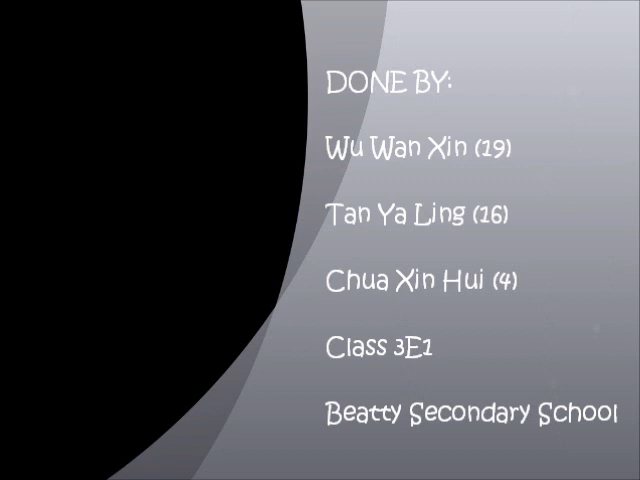 DONE BY:
Wu Wan Xin (19)
Tan Ya Ling (16)
Chua Xin Hui (4)
Class 3E1
Beatty Secondary School